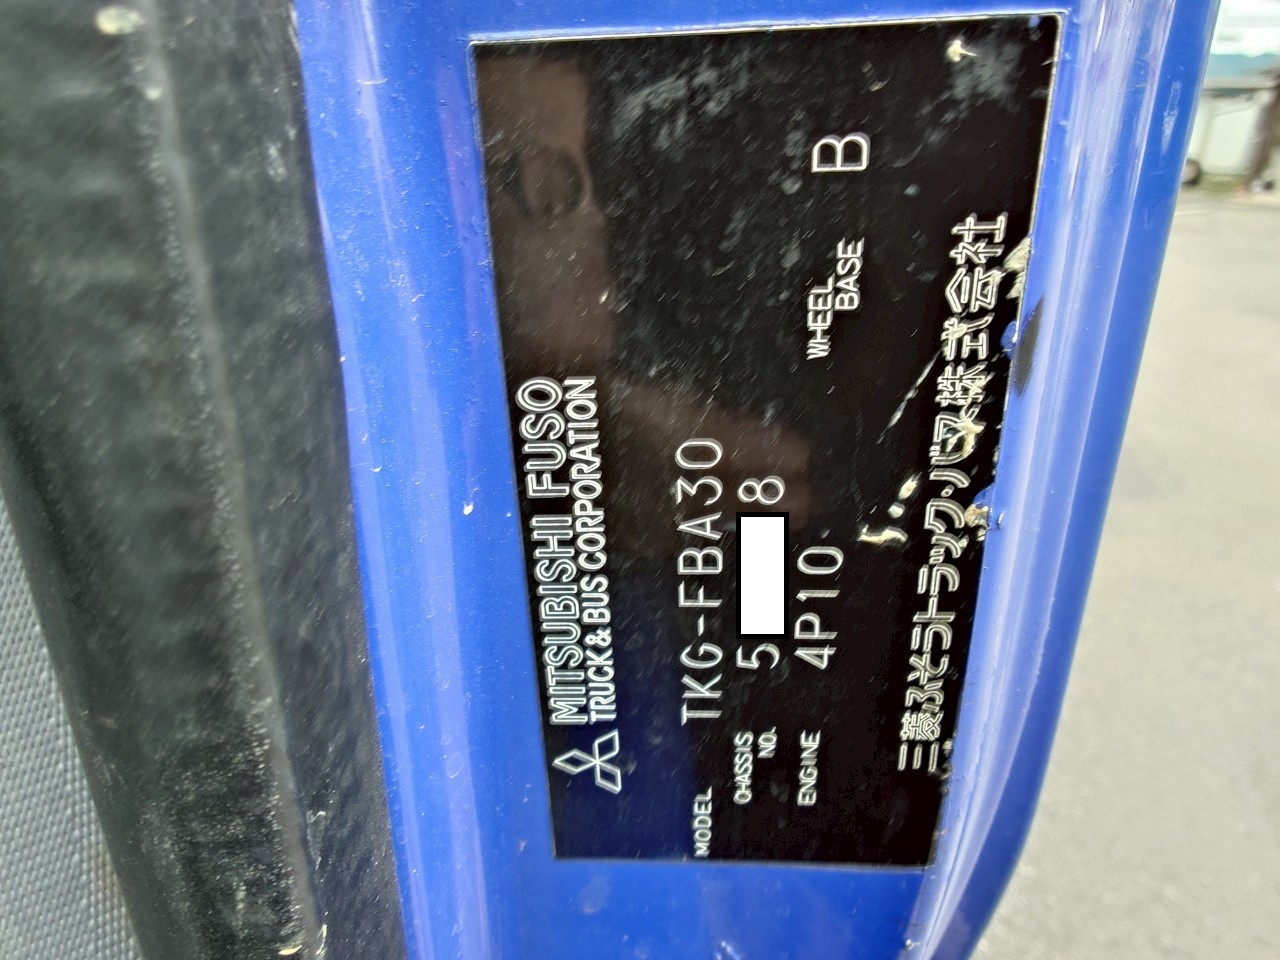 MITSUBISHI FUSO
TRUCK & BUS CORPORATION
MODEL TKG-FBA30
CHASSIS NO. 5 8
ENGINE 4P10 WHEEL BASE B
三菱ふそうトラック・バス株式会社